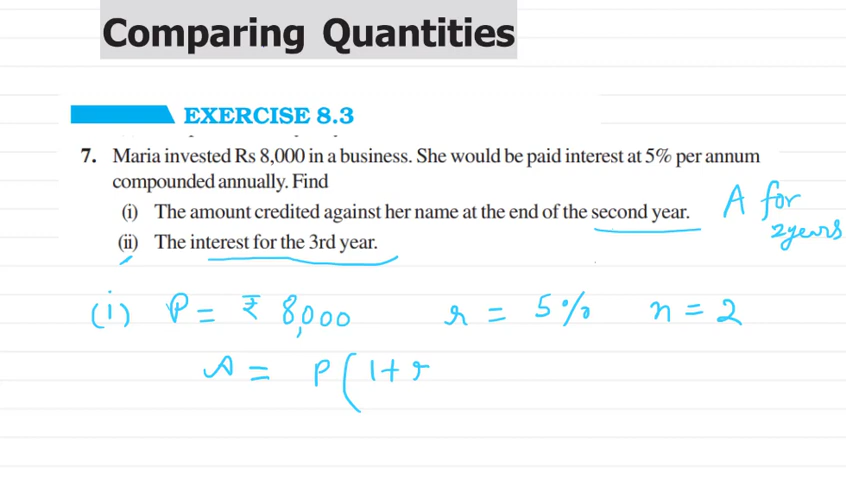 Comparing Quantities
EXERCISE 8.3
7. Maria invested Rs 8,000 in a business. She would be paid interest at 5% per annum
compounded annually. Find
(i) The amount credited against her name at the end of the second year.
A for
2years
(ii) The interest for the 3rd year.
(i) P = ₹ 8,000 r = 5% n = 2
A = P(1+r